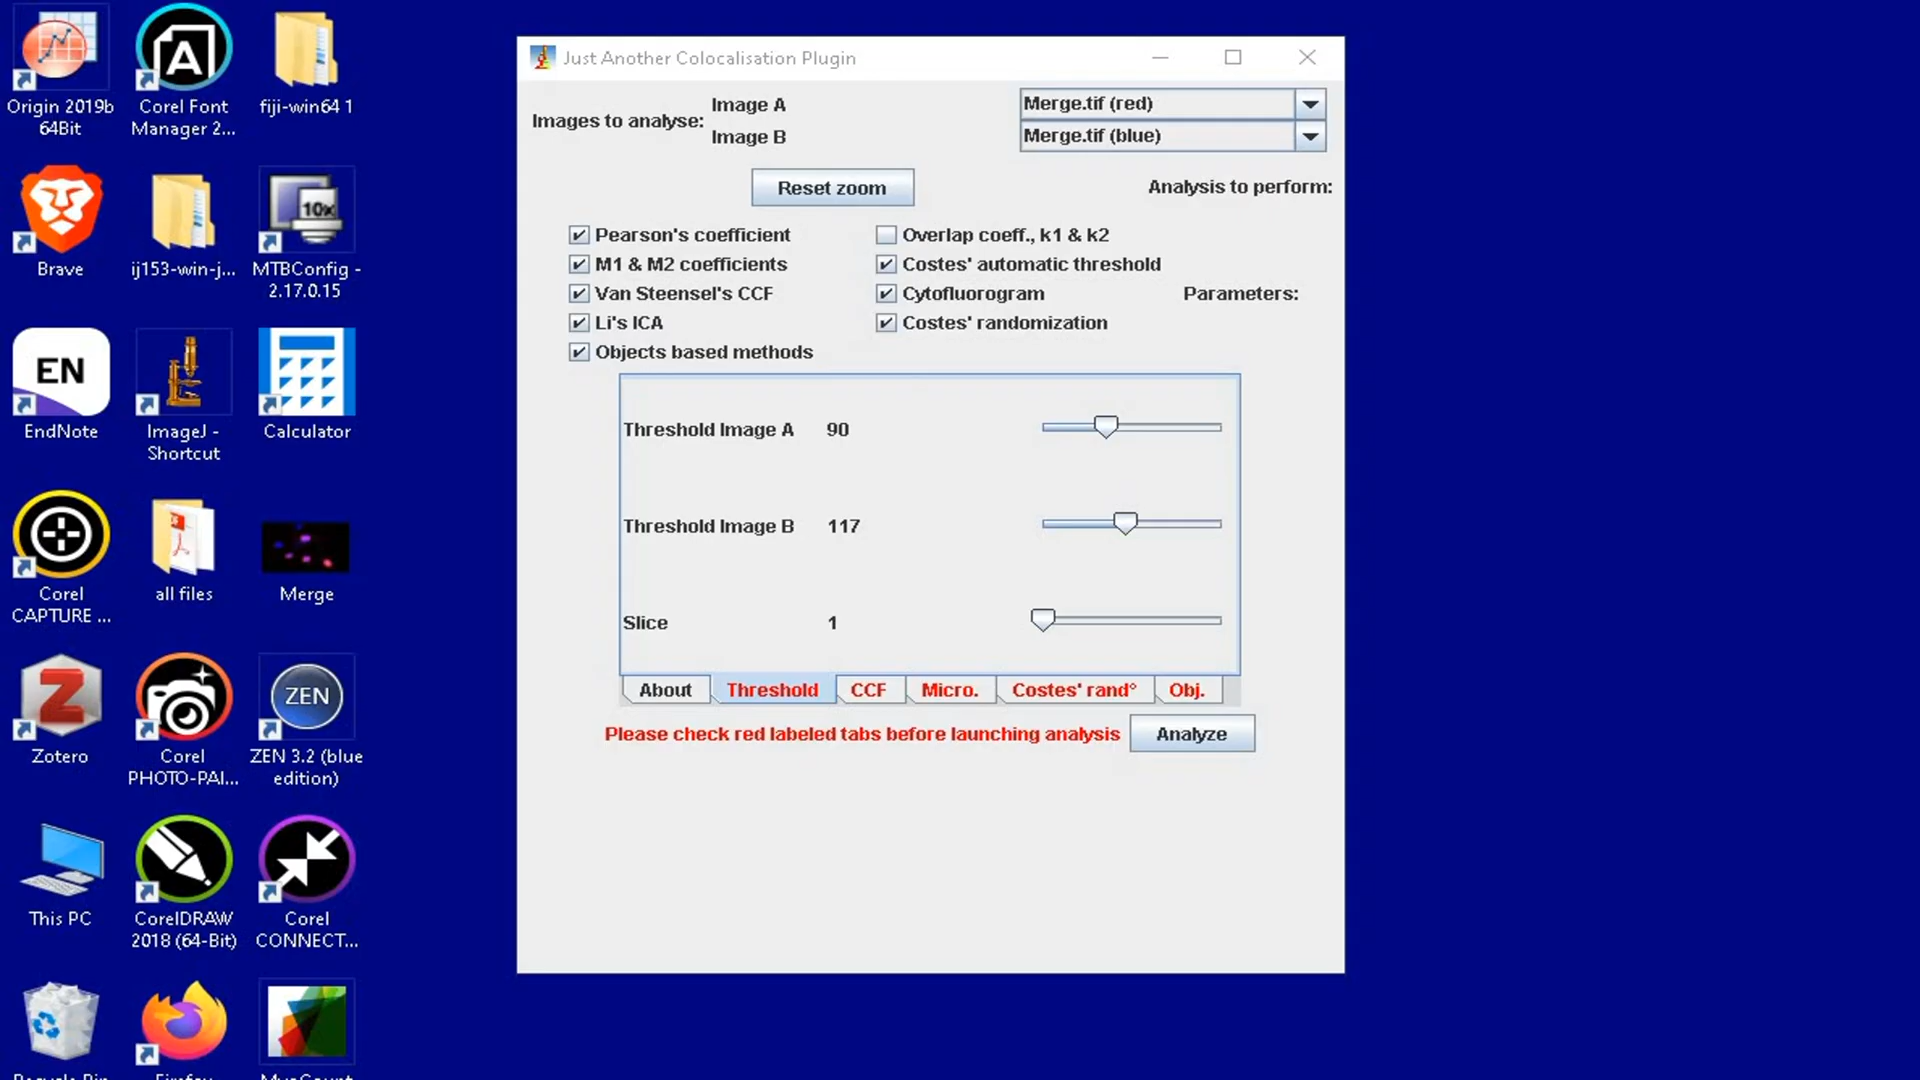 Origin 2019b
64Bit
Corel Font
Manager 2...
fiji-win64 1
Brave
ij153-win-j...
MTBConfig -
2.17.0.15
10x
EN
EndNote
ImageJ -
Shortcut
Calculator
Corel
CAPTURE ...
all files
Merge
Zotero
Corel
PHOTO-PAI...
ZEN
ZEN 3.2 (blue
edition)
This PC
CorelDRAW
2018 (64-Bit)
Corel
CONNECT...
Recycle Bin
Firefox
Just Another Colocalisation Plugin
Images to analyse:
Image A
Merge.tif (red)
Image B
Merge.tif (blue)
Reset zoom
Analysis to perform:
Pearson's coefficient
Overlap coeff., k1 & k2
M1 & M2 coefficients
Costes' automatic threshold
Van Steensel's CCF
Cytofluorogram
Parameters:
Li's ICA
Costes' randomization
Objects based methods
Threshold Image A 90
Threshold Image B 117
Slice 1
About Threshold CCF Micro. Costes' rand° Obj.
Please check red labeled tabs before launching analysis
Analyze